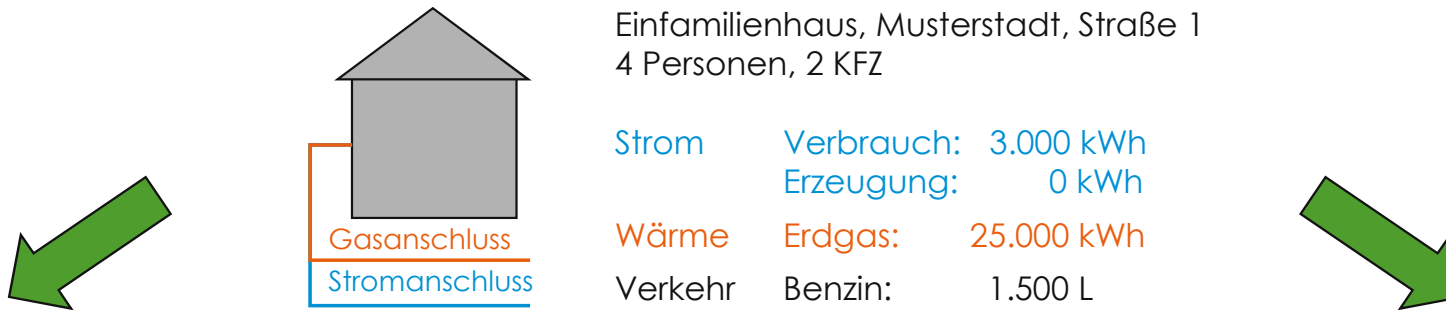 Einfamilienhaus, Musterstadt, Straße 1
4 Personen, 2 KFZ
Strom Verbrauch: 3.000 kWh
Erzeugung: 0 kWh
Wärme Erdgas: 25.000 kWh
Verkehr Benzin: 1.500 L
Gasanschluss
Stromanschluss